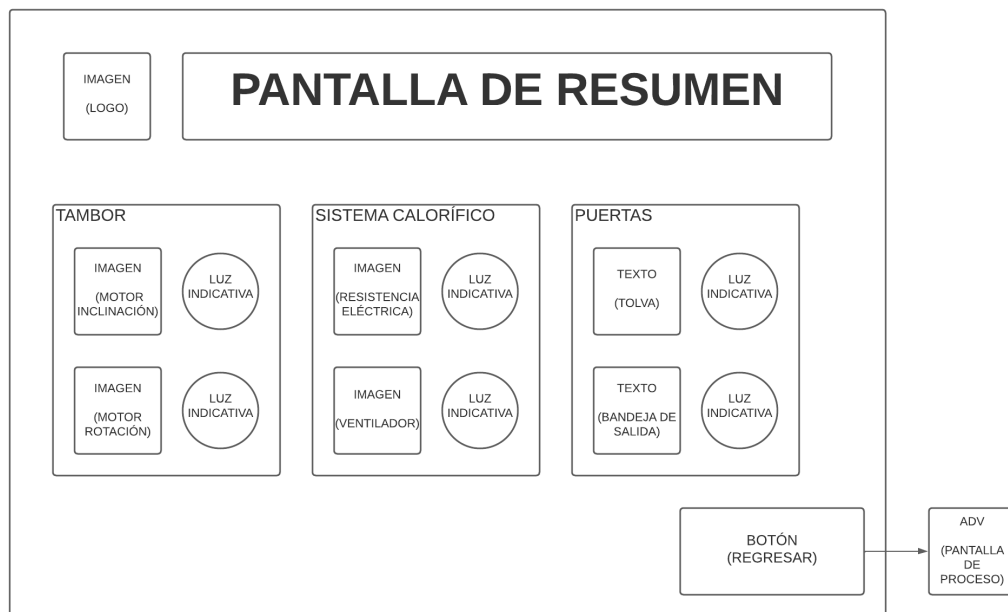 IMAGEN
(LOGO)
PANTALLA DE RESUMEN
TAMBOR
IMAGEN
(MOTOR
INCLINACIÓN)
LUZ
INDICATIVA
IMAGEN
(MOTOR
ROTACIÓN)
LUZ
INDICATIVA
SISTEMA CALORÍFICO
IMAGEN
(RESISTENCIA
ELÉCTRICA)
LUZ
INDICATIVA
IMAGEN
(VENTILADOR)
LUZ
INDICATIVA
PUERTAS
TEXTO
(TOLVA)
LUZ
INDICATIVA
TEXTO
(BANDEJA DE
SALIDA)
LUZ
INDICATIVA
BOTÓN
(REGRESAR)
ADV
(PANTALLA
DE
PROCESO)